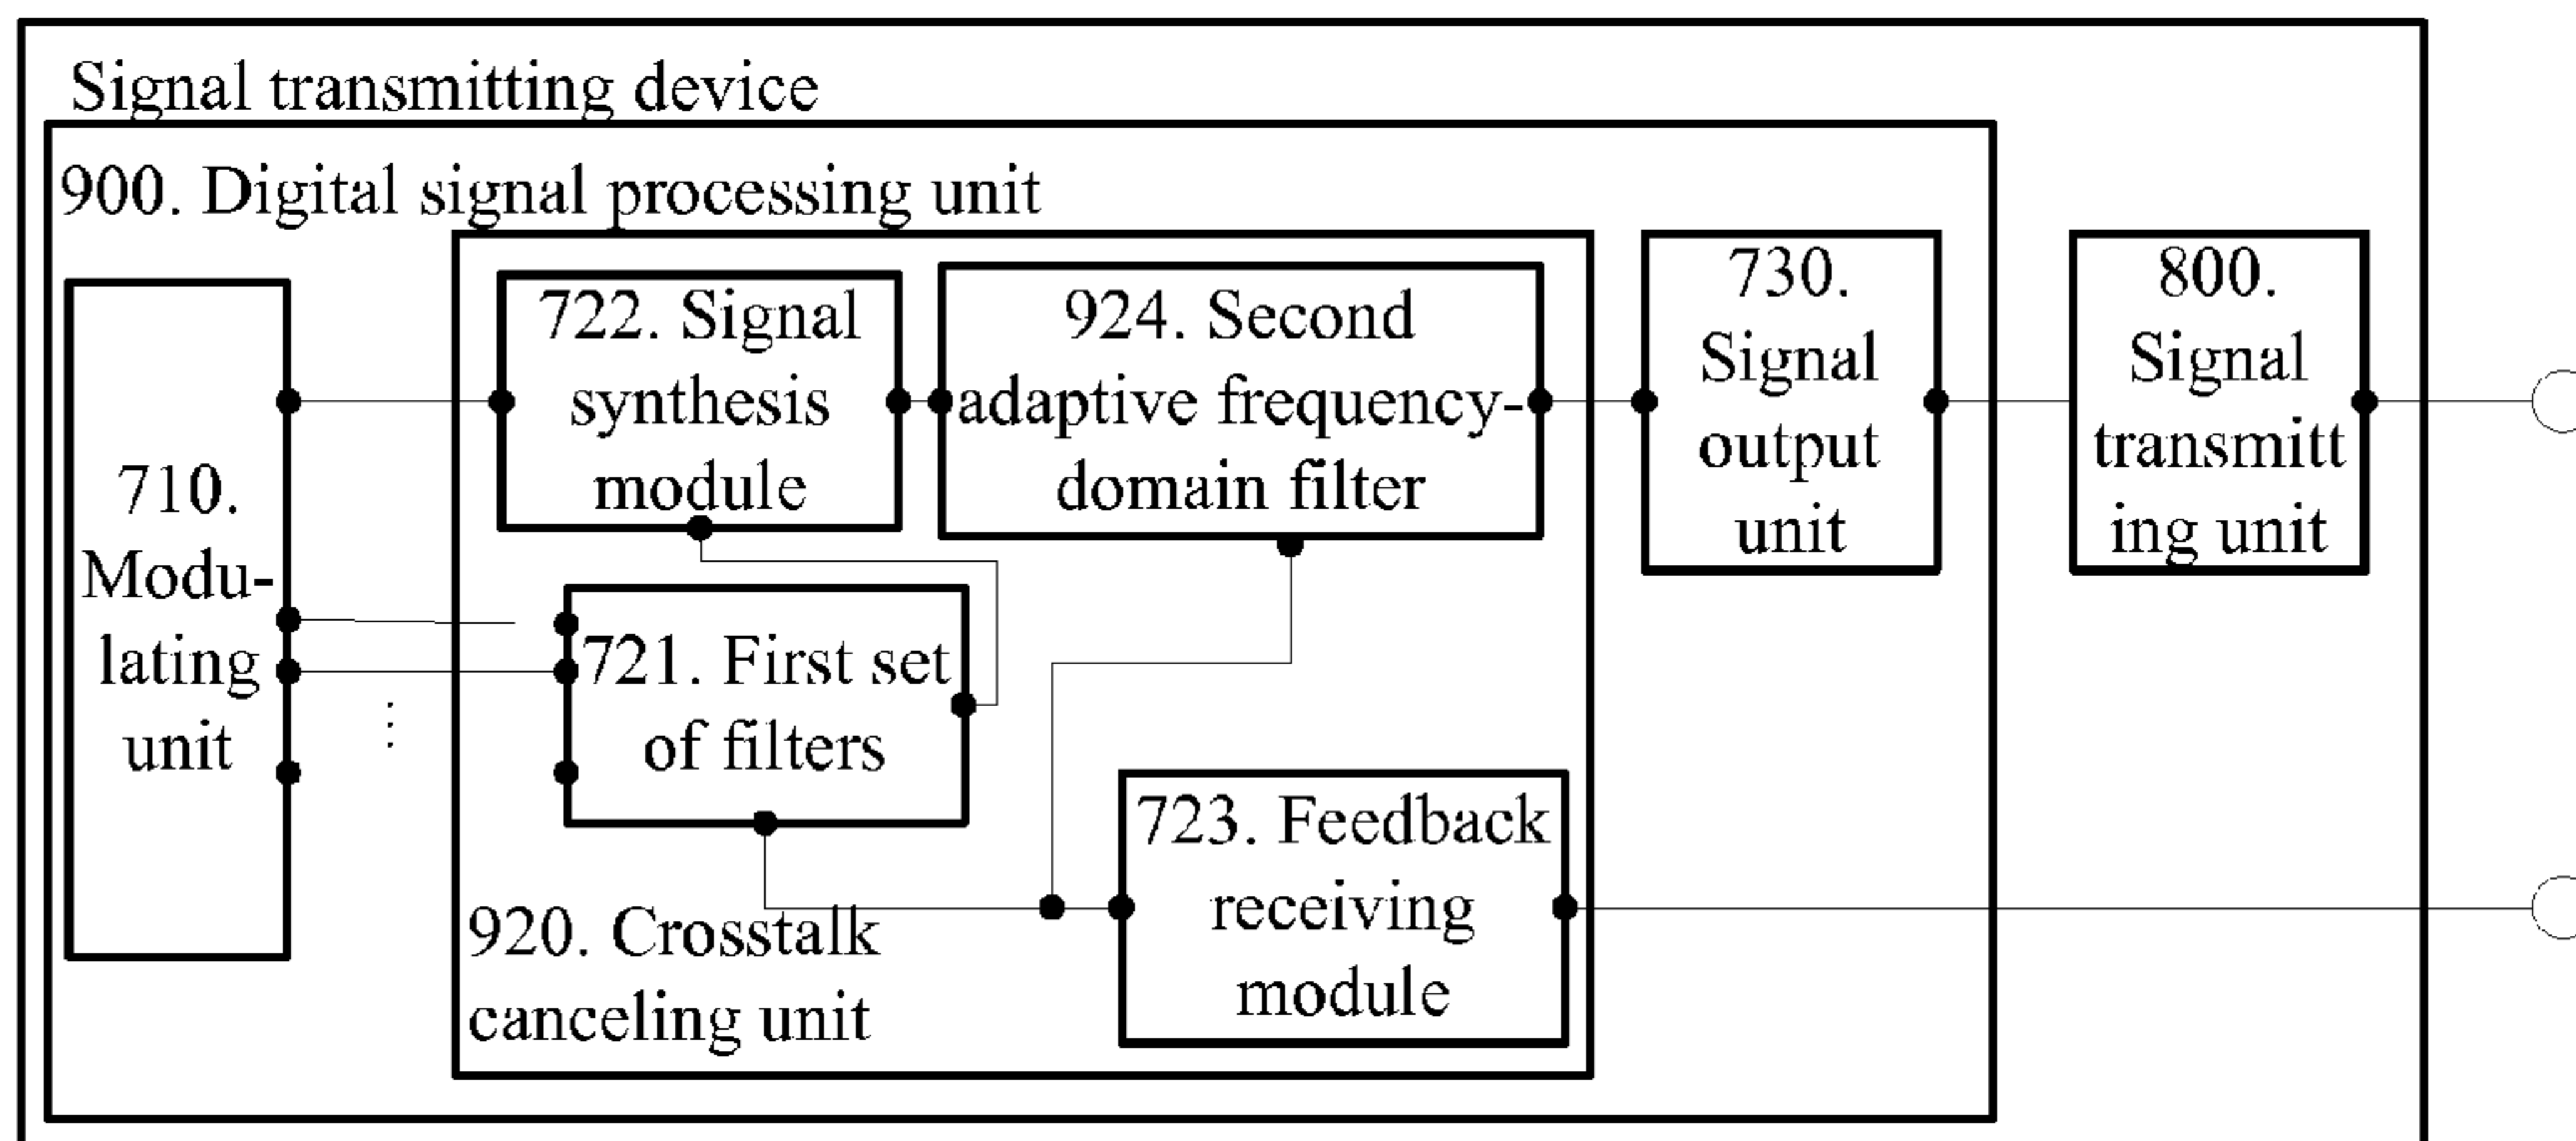 Signal transmitting device
900. Digital signal processing unit
710.
Modu-
lating
unit
722. Signal
synthesis
module
924. Second
adaptive frequency-
domain filter
730.
Signal
output
unit
800.
Signal
transmitt
ing unit
721. First set
of filters
723. Feedback
receiving
module
920. Crosstalk
canceling unit